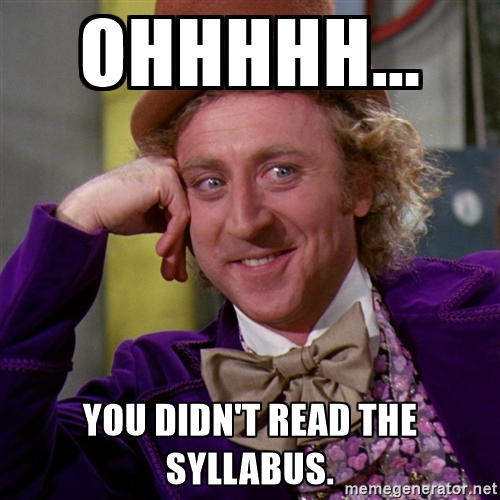 OHHHHH...
YOU DIDN'T READ THE
SYLLABUS.
memegenerator.net